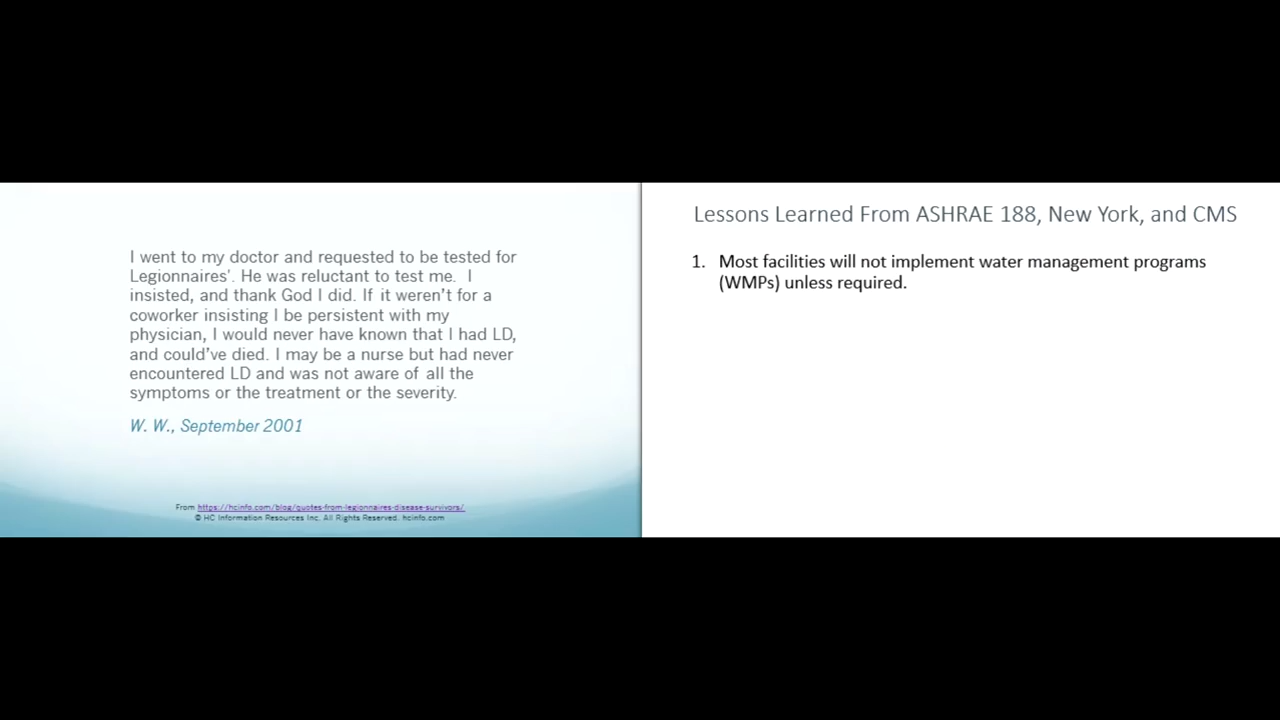 I went to my doctor and requested to be tested for
Legionnaires'. He was reluctant to test me. I
insisted, and thank God I did. If it weren't for a
coworker insisting I be persistent with my
physician, I would never have known that I had LD,
and could've died. I may be a nurse but had never
encountered LD and was not aware of all the
symptoms or the treatment or the severity.
W. W., September 2001
From https://hcinfo.com/blog/quotes-from-legionnaires-disease-survivors/
© HC Information Resources Inc. All Rights Reserved. hcinfo.com
Lessons Learned From ASHRAE 188, New York, and CMS
1. Most facilities will not implement water management programs
(WMPs) unless required.